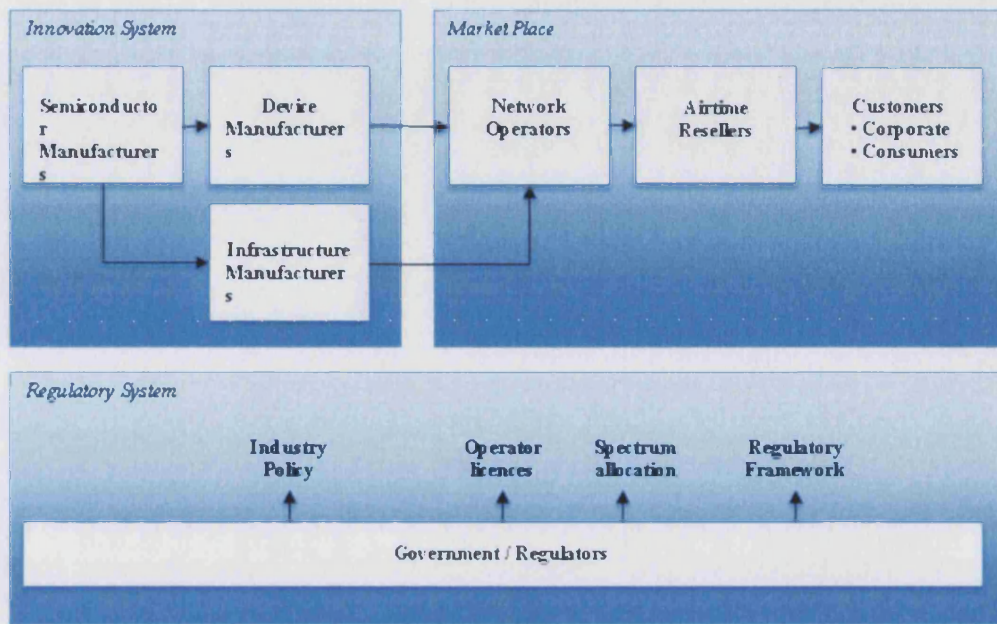 Innovation System
Semiconducto
r
Manufacturer
s
Device
Manufacturer
s
Infrastructure
Manufacturer
s
Market Place
Network
Operators
Airtime
Resellers
Customers
• Corporate
• Consumers
Regulatory System
Industry
Policy
Operator
licences
Spectrum
allocation
Regulatory
Framework
Government / Regulators